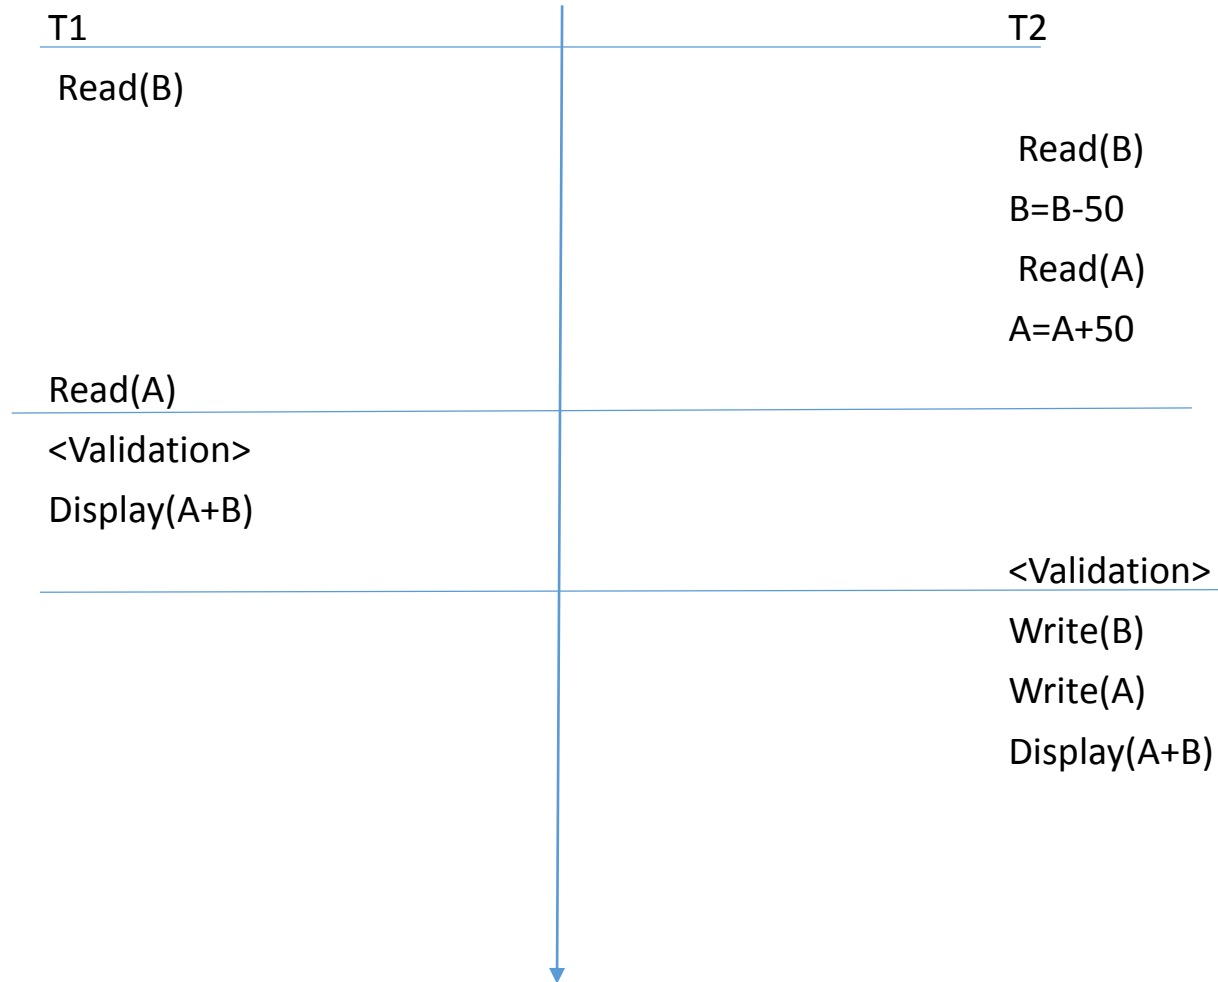 T1 T2
Read(B)
Read(B)
B=B-50
Read(A)
A=A+50
Read(A)
<Validation>
Display(A+B)
<Validation>
Write(B)
Write(A)
Display(A+B)